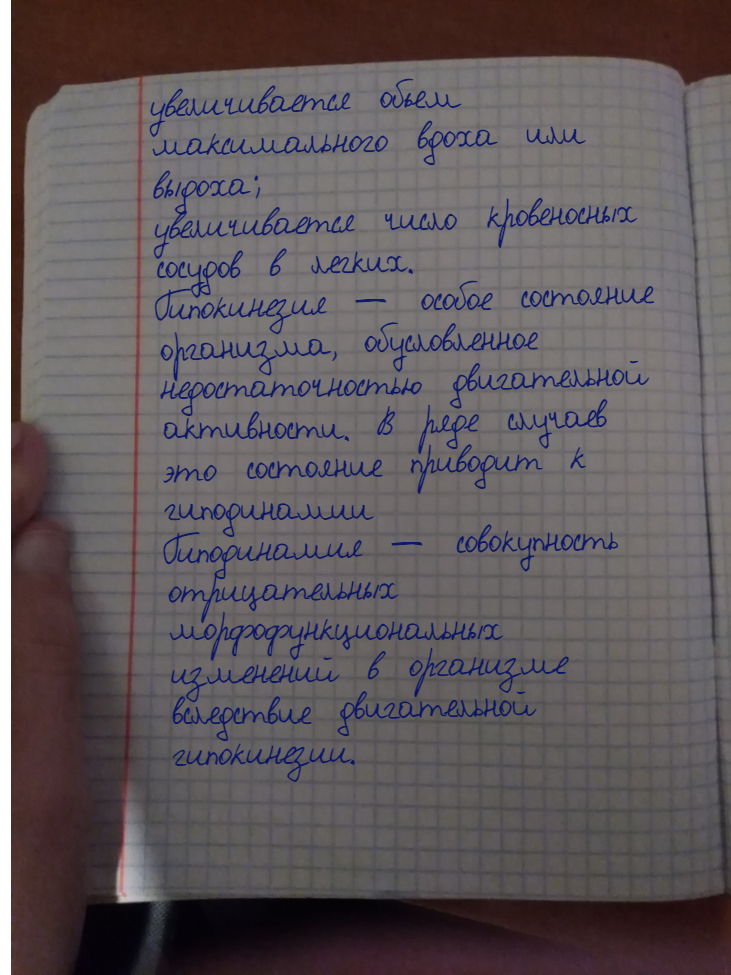 увеличивается объем
максимального вдоха или
выдоха;
увеличивается число кровеносных
сосудов в легких.
Гипокинезия — особое состояние
организма, обусловленное
недостаточностью двигательной
активности. В ряде случаев
это состояние приводит к
гиподинамии
Гиподинамия — совокупность
отрицательных
морфофункциональных
изменений в организме
вследствие двигательной
гипокинезии.